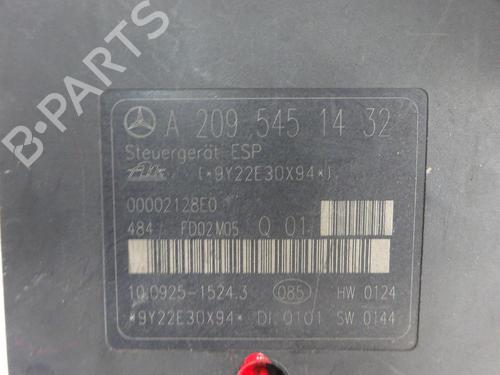 A 209 545 14 32
Steuergerät ESP
Ate (*9Y22E30X94*)
00002128E0
484 FD02M05 Q 01
10.0925-1524.3 085 HW 0124
*9Y22E30X94* DI 0101 SW 0144
B-PARTS